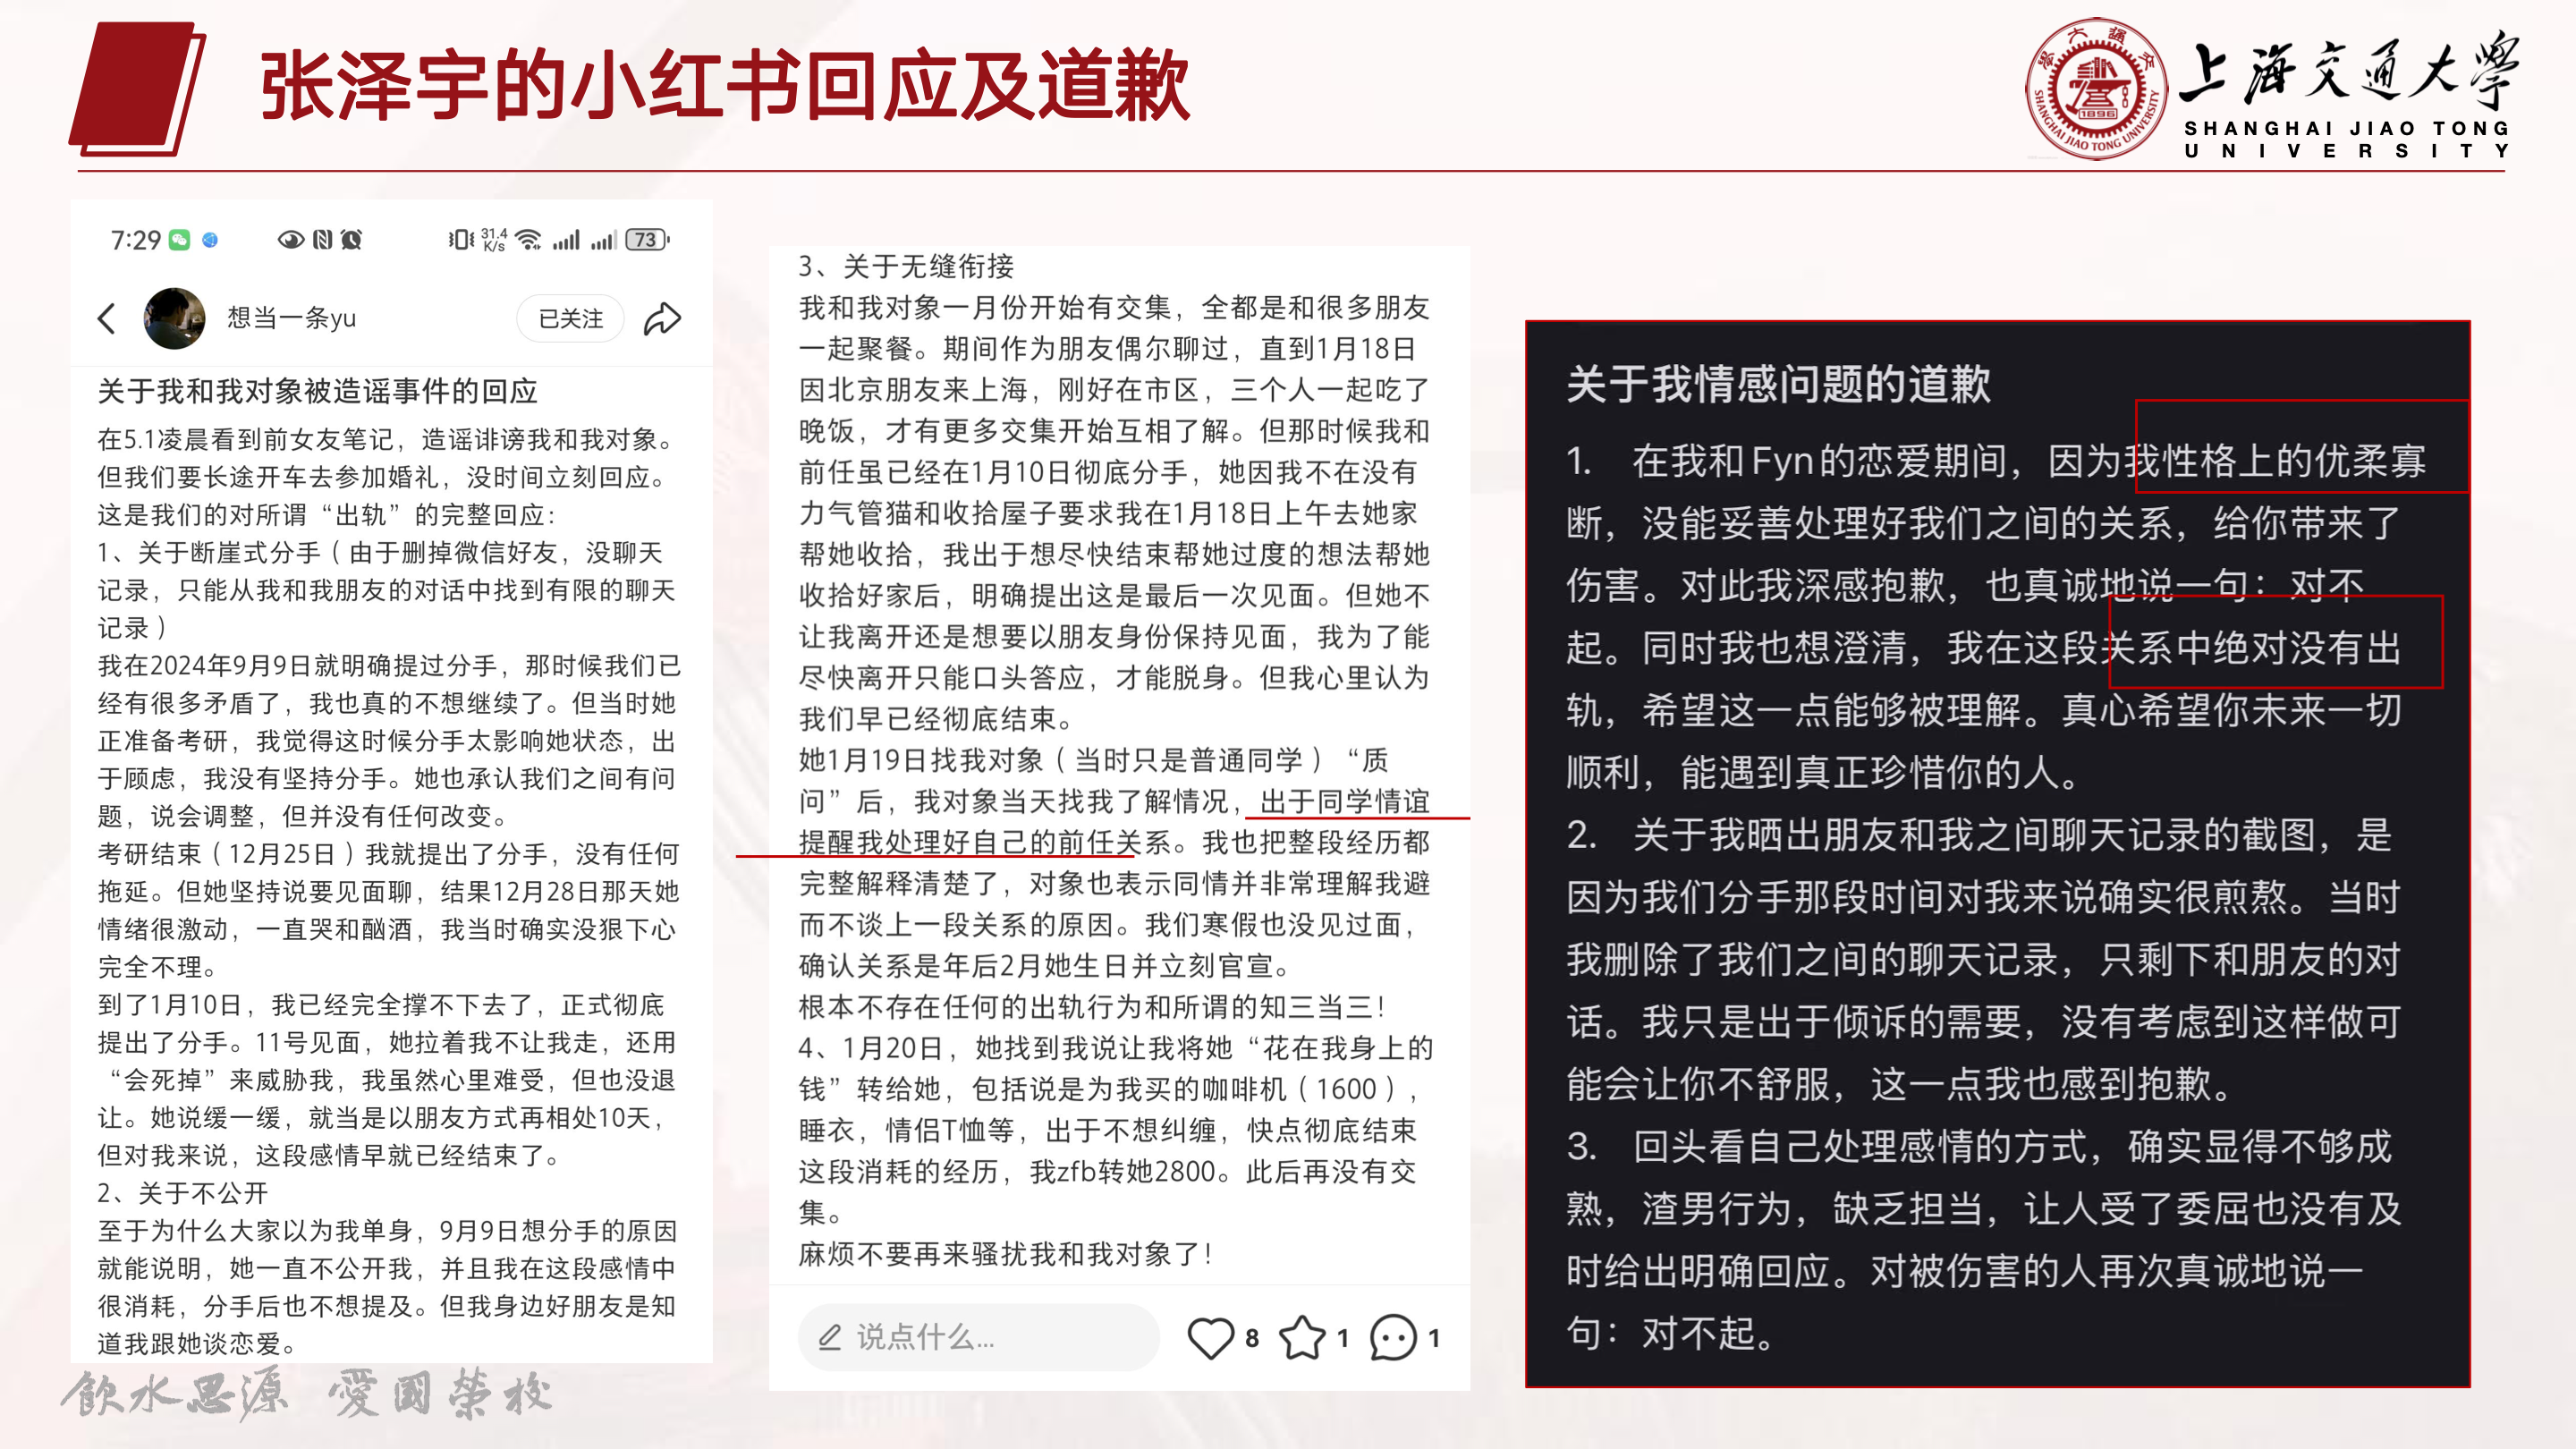 张泽宇的小红书回应及道歉
上海交通大学
SHANGHAI JIAO TONG
UNIVERSITY
1896
SHANGHAI JIAO TONG UNIVERSITY
7:29
31.4
K/s
73
想当一条yu
已关注
关于我和我对象被造谣事件的回应
在5.1凌晨看到前女友笔记，造谣诽谤我和我对象。
但我们要长途开车去参加婚礼，没时间立刻回应。
这是我们的对所谓“出轨”的完整回应：
1、关于断崖式分手（由于删掉微信好友，没聊天
记录，只能从我和我朋友的对话中找到有限的聊天
记录）
我在2024年9月9日就明确提过分手，那时候我们已
经有很多矛盾了，我也真的不想继续了。但当时她
正准备考研，我觉得这时候分手太影响她状态，出
于顾虑，我没有坚持分手。她也承认我们之间有问
题，说会调整，但并没有任何改变。
考研结束（12月25日）我就提出了分手，没有任何
拖延。但她坚持说要见面聊，结果12月28日那天她
情绪很激动，一直哭和酗酒，我当时确实没狠下心
完全不理。
到了1月10日，我已经完全撑不下去了，正式彻底
提出了分手。11号见面，她拉着我不让我走，还用
“会死掉”来威胁我，我虽然心里难受，但也没退
让。她说缓一缓，就当是以朋友方式再相处10天，
但对我来说，这段感情早就已经结束了。
2、关于不公开
至于为什么大家以为我单身，9月9日想分手的原因
就能说明，她一直不公开我，并且我在这段感情中
很消耗，分手后也不想提及。但我身边好朋友是知
道我跟她谈恋爱。
3、关于无缝衔接
我和我对象一月份开始有交集，全都是和很多朋友
一起聚餐。期间作为朋友偶尔聊过，直到1月18日
因北京朋友来上海，刚好在市区，三个人一起吃了
晚饭，才有更多交集开始互相了解。但那时候我和
前任虽已经在1月10日彻底分手，她因我不在没有
力气管猫和收拾屋子要求我在1月18日上午去她家
帮她收拾，我出于想尽快结束帮她过度的想法帮她
收拾好家后，明确提出这是最后一次见面。但她不
让我离开还是想要以朋友身份保持见面，我为了能
尽快离开只能口头答应，才能脱身。但我心里认为
我们早已经彻底结束。
她1月19日找我对象（当时只是普通同学）“质
问”后，我对象当天找我了解情况，出于同学情谊
提醒我处理好自己的前任关系。我也把整段经历都
完整解释清楚了，对象也表示同情并非常理解我避
而不谈上一段关系的原因。我们寒假也没见过面，
确认关系是年后2月她生日并立刻官宣。
根本不存在任何的出轨行为和所谓的知三当三！
4、1月20日，她找到我说让我将她“花在我身上的
钱”转给她，包括说是为我买的咖啡机（1600），
睡衣，情侣T恤等，出于不想纠缠，快点彻底结束
这段消耗的经历，我zfb转她2800。此后再没有交
集。
麻烦不要再来骚扰我和我对象了！
说点什么...
8
1
1
关于我情感问题的道歉
1. 在我和Fyn的恋爱期间，因为我性格上的优柔寡
断，没能妥善处理好我们之间的关系，给你带来了
伤害。对此我深感抱歉，也真诚地说一句：对不
起。同时我也想澄清，我在这段关系中绝对没有出
轨，希望这一点能够被理解。真心希望你未来一切
顺利，能遇到真正珍惜你的人。
2. 关于我晒出朋友和我之间聊天记录的截图，是
因为我们分手那段时间对我来说确实很煎熬。当时
我删除了我们之间的聊天记录，只剩下和朋友的对
话。我只是出于倾诉的需要，没有考虑到这样做可
能会让你不舒服，这一点我也感到抱歉。
3. 回头看自己处理感情的方式，确实显得不够成
熟，渣男行为，缺乏担当，让人受了委屈也没有及
时给出明确回应。对被伤害的人再次真诚地说一
句：对不起。
飲水思源 愛國榮校